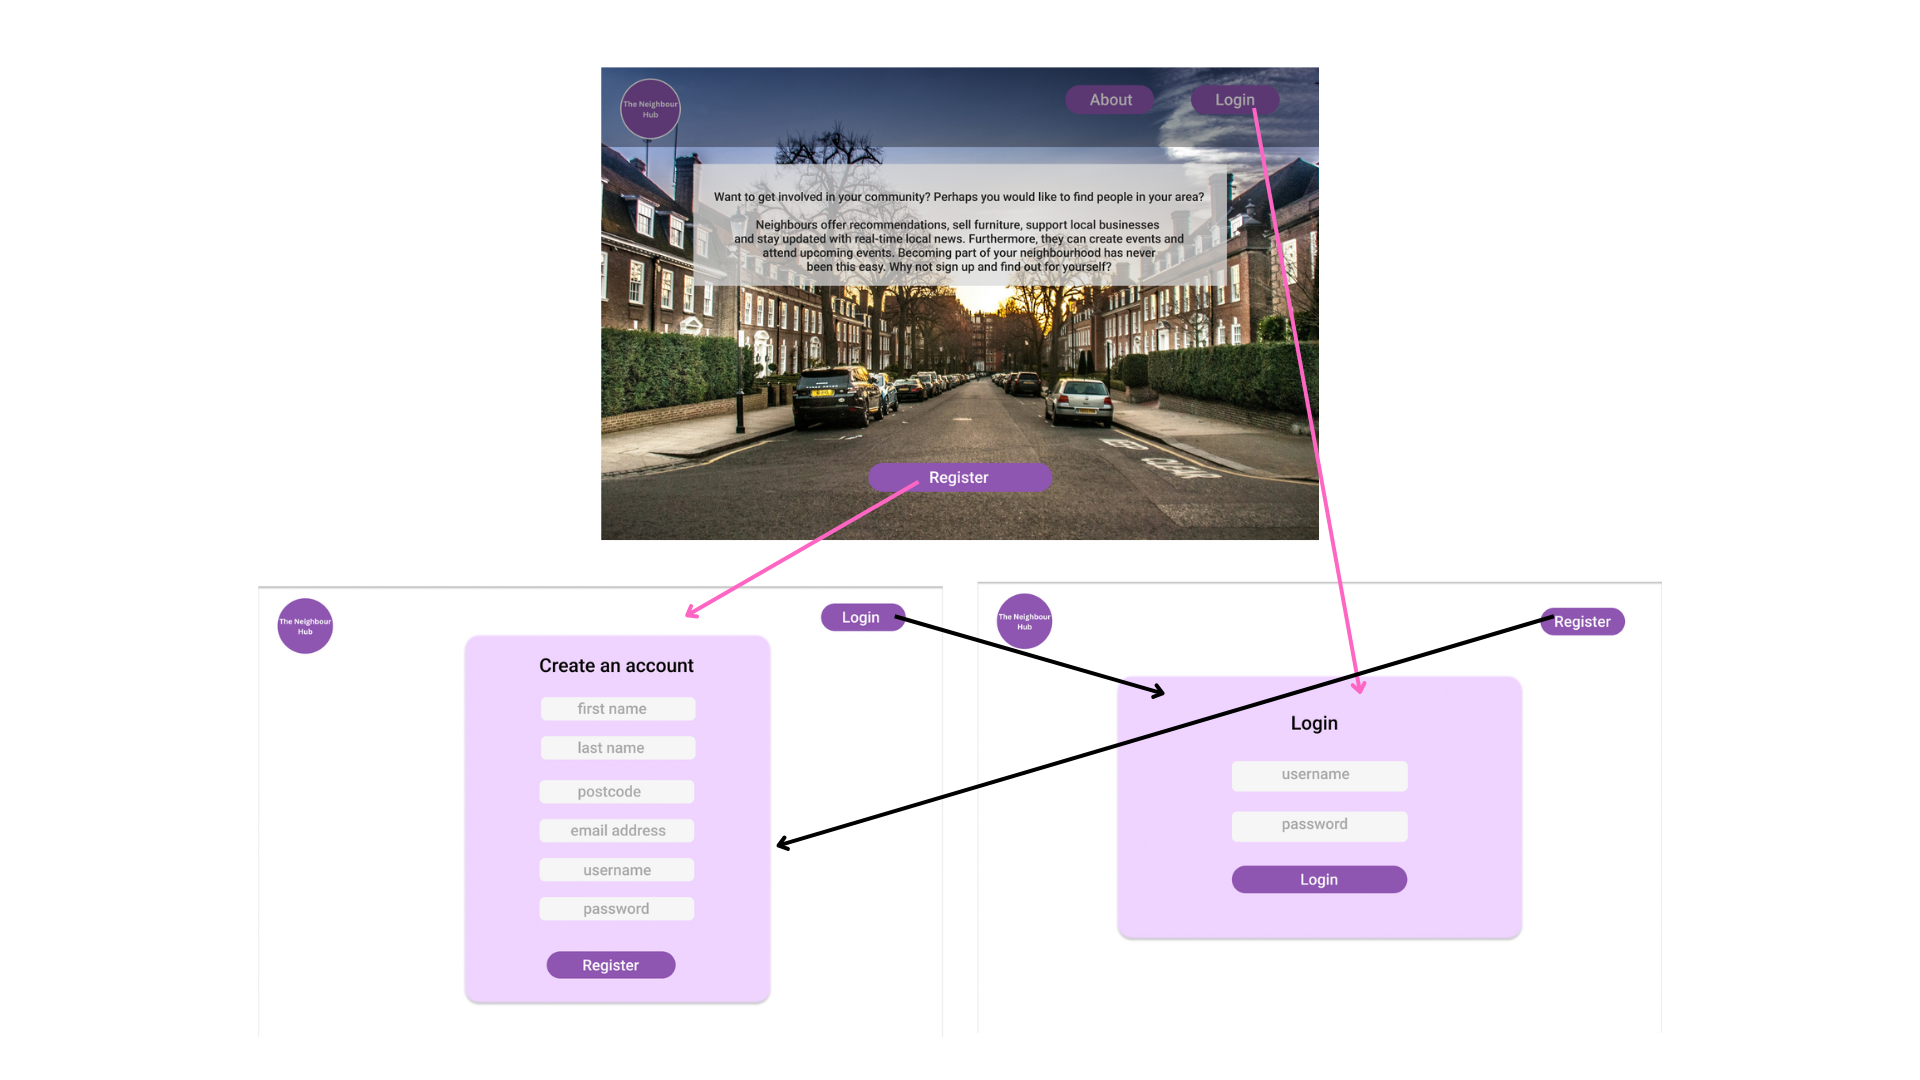 The Neighbour
Hub
About
Login
Want to get involved in your community? Perhaps you would like to find people in your area?
Neighbours offer recommendations, sell furniture, support local businesses
and stay updated with real-time local news. Furthermore, they can create events and
attend upcoming events. Becoming part of your neighbourhood has never
been this easy. Why not sign up and find out for yourself?
Register
The Neighbour
Hub
Login
Create an account
first name
last name
postcode
email address
username
password
Register
The Neighbour
Hub
Register
Login
username
password
Login